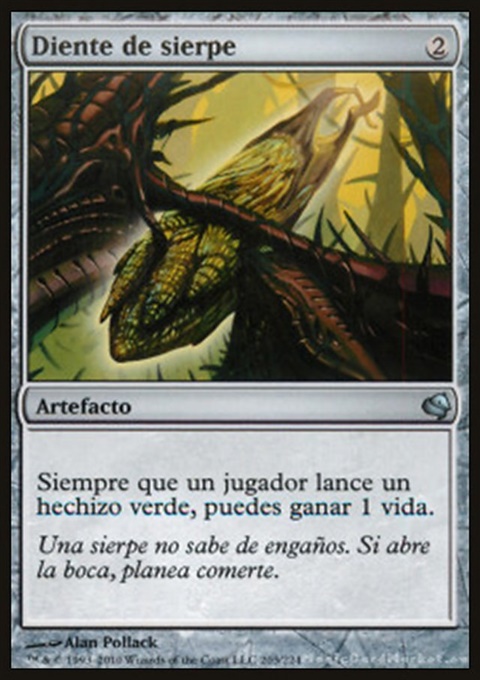 Diente de sierpe 2
Artefacto
Siempre que un jugador lance un
hechizo verde, puedes ganar 1 vida.
Una sierpe no sabe de engaños. Si abre
la boca, planea comerte.
Alan Pollack
™ & © 1993-2010 Wizards of the Coast LLC 203/224